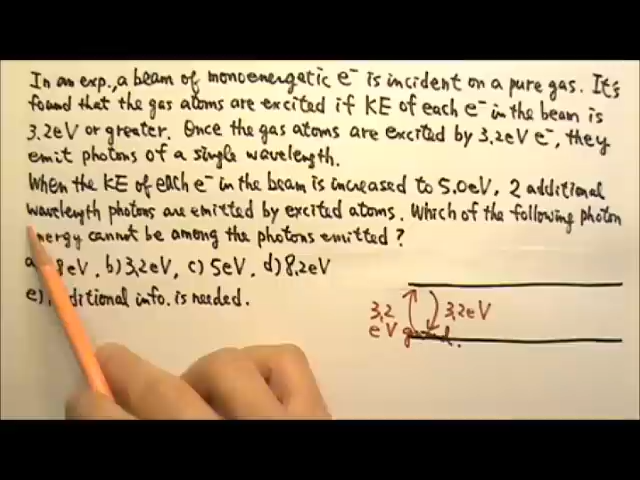 In an exp., a beam of monoenergetic e⁻ is incident on a pure gas. It's
found that the gas atoms are excited if KE of each e⁻ in the beam is
3.2eV or greater. Once the gas atoms are excited by 3.2eV e⁻, they
emit photons of a single wavelength.
When the KE of each e⁻ in the beam is increased to 5.0eV, 2 additional
wavelength photons are emitted by excited atoms. Which of the following photon
nergy cannot be among the photons emitted?
a 8eV, b) 3.2eV, c) 5eV, d) 8.2eV
e) ditional info. is needed.
3.2 eV
3.2eV
ground.